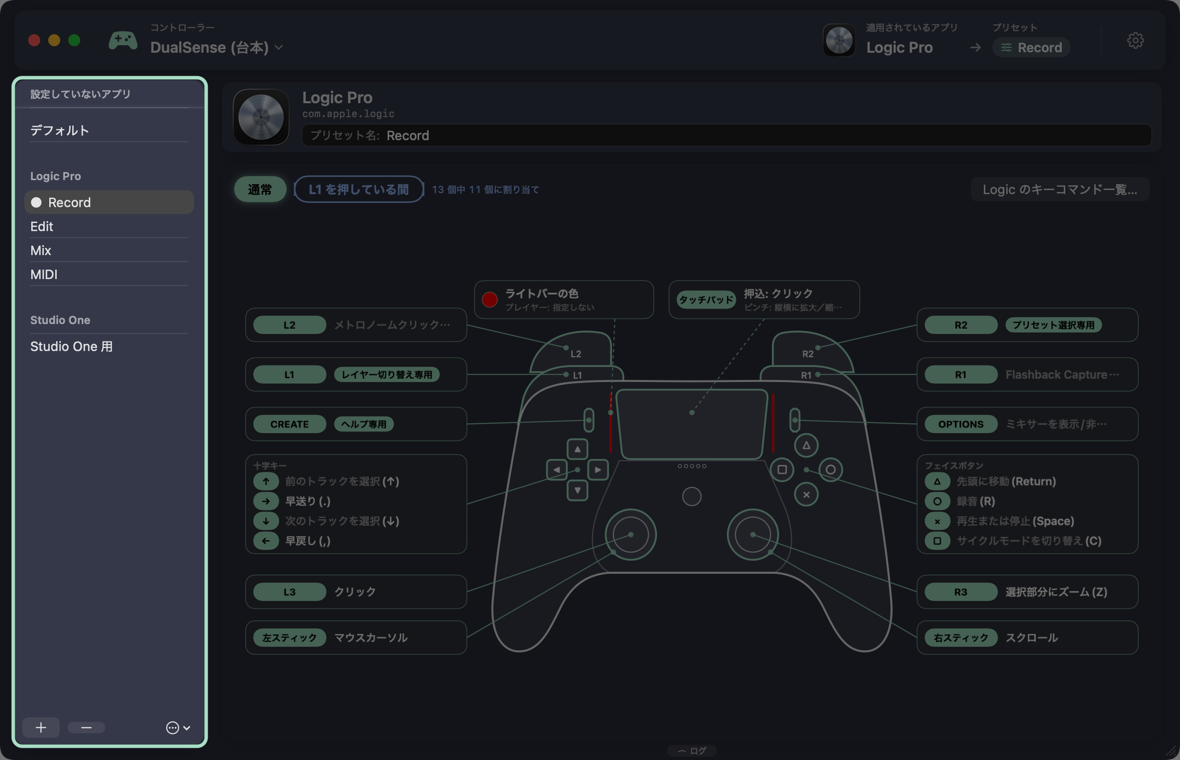 コントローラー
DualSense (台本)
適用されているアプリ
Logic Pro
→
プリセット
Record
設定していないアプリ
デフォルト
Logic Pro
Record
Edit
Mix
MIDI
Studio One
Studio One 用
Logic Pro
com.apple.logic
プリセット名: Record
通常
L1 を押している間
13 個中 11 個に割り当て
Logic のキーコマンド一覧...
ライトバーの色
プレイヤー: 指定しない
タッチパッド
押込: クリック
ピンチ: 縦横に拡大／縮…
L2 メトロノームクリック…
L1 レイヤー切り替え専用
CREATE ヘルプ専用
十字キー
↑ 前のトラックを選択 (↑)
→ 早送り (.)
↓ 次のトラックを選択 (↓)
← 早戻し (,)
L3 クリック
左スティック マウスカーソル
L2
L1
R2
R1
R2 プリセット選択専用
R1 Flashback Capture…
OPTIONS ミキサーを表示/非…
フェイスボタン
△ 先頭に移動 (Return)
○ 録音 (R)
× 再生または停止 (Space)
□ サイクルモードを切り替え (C)
R3 選択部分にズーム (Z)
右スティック スクロール
ログ